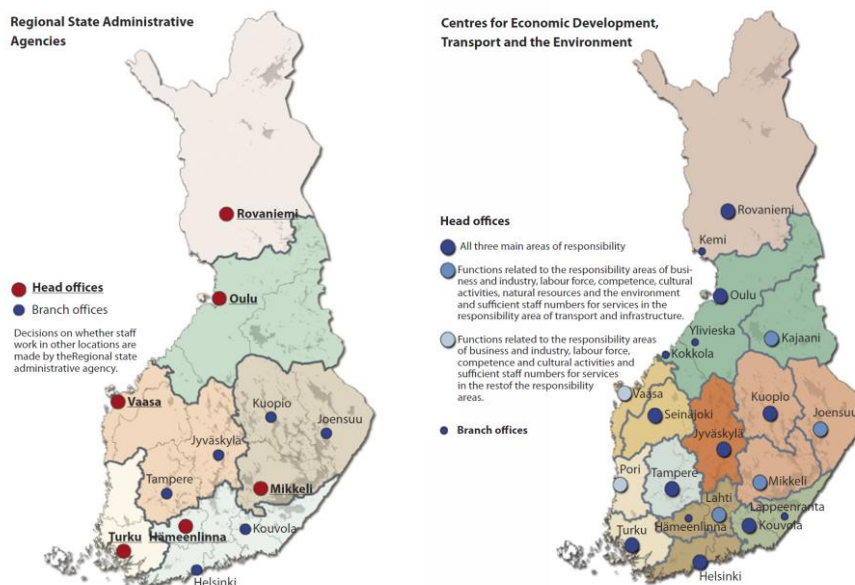 Regional State Administrative
Agencies
Rovaniemi
Head offices
Branch offices
Decisions on whether staff
work in other locations are
made by theRegional state
administrative agency.
Oulu
Vaasa
Kuopio
Joensuu
Jyväskylä
Tampere
Mikkeli
Turku
Hämeenlinna
Kouvola
Helsinki
Centres for Economic Development,
Transport and the Environment
Rovaniemi
Kemi
Head offices
All three main areas of responsibility
Functions related to the responsibility areas of busi-
ness and industry, labour force, competence, cultural
activities, natural resources and the environment
and sufficient staff numbers for services in the
responsibility area of transport and infrastructure.
Functions related to the responsibility areas
of business and industry, labour force,
competence and cultural activities and
sufficient staff numbers for services
in the restof the responsibility
areas.
Branch offices
Oulu
Ylivieska
Kajaani
Kokkola
Vaasa
Seinäjoki
Kuopio
Joensuu
Jyväskylä
Pori
Tampere
Mikkeli
Lahti
Lappeenranta
Hämeenlinna
Kouvola
Turku
Helsinki